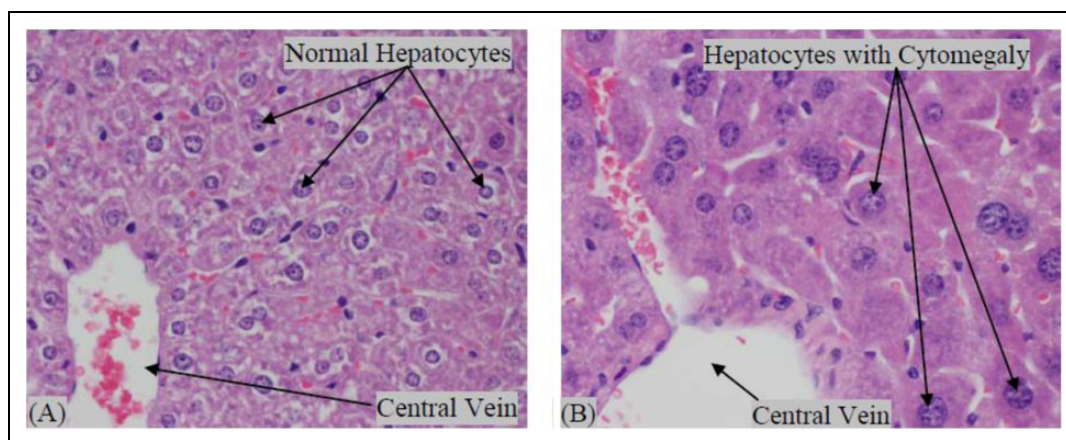 Normal Hepatocytes
Central Vein
(A)
Hepatocytes with Cytomegaly
Central Vein
(B)